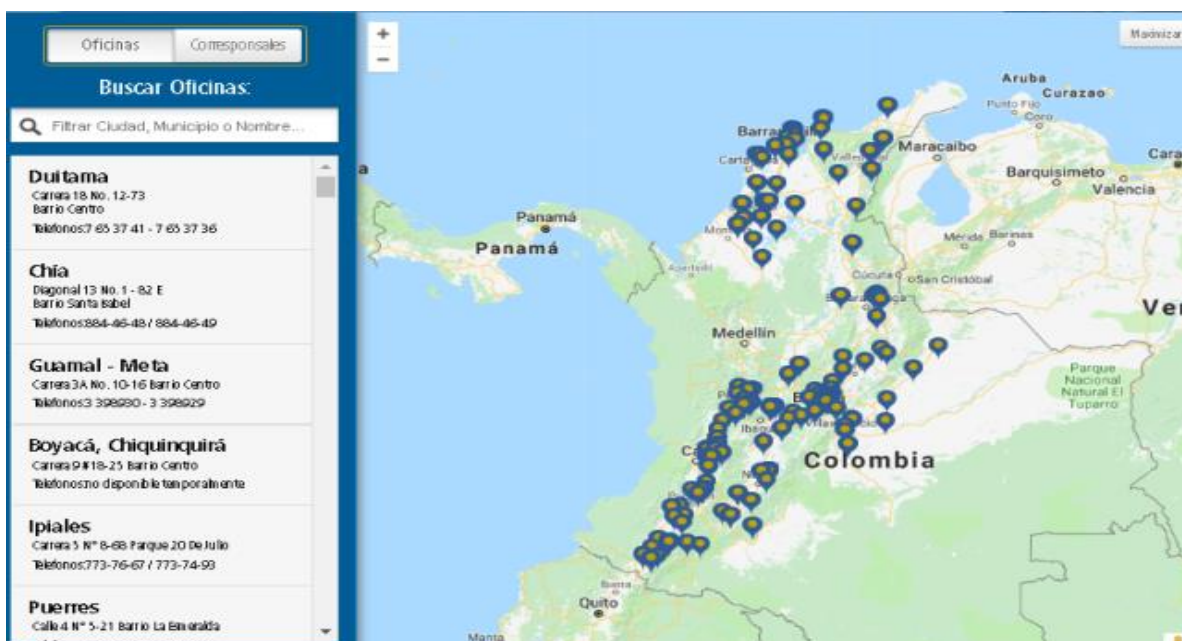 Oficinas
Corresponsales
Buscar Oficinas:
Filtrar Ciudad, Municipio o Nombre...
Duitama
Carrera 18 No. 12-73
Barrio Centro
Telefonos:7 65 37 41 - 7 65 37 36
Chía
Diagonal 13 No. 1 - 82 E
Barrio Santa Isabel
Telefonos:884-46-48 / 884-46-49
Guamal - Meta
Carrera 3A No. 10-16 Barrio Centro
Telefonos:3 398930 - 3 398929
Boyacá, Chiquinquirá
Carrera 9 # 18-25 Barrio Centro
Telefonos:no disponible temporalmente
Ipiales
Carrera 5 N° 8-68 Parque 20 De Julio
Telefonos:773-76-67 / 773-74-93
Puerres
Calle 4 N° 5-21 Barrio La Esmeralda
+
−
Maximizar
Aruba
Curazao
Punto Fijo
Coro
Maracaibo
Barquisimeto
Valencia
Panamá
Panamá
Mérida
Barinas
Apartadó
Cúcuta
San Cristóbal
Medellín
Parque
Nacional
Natural El
Tuparro
Colombia
Ibarra
Quito
Manta